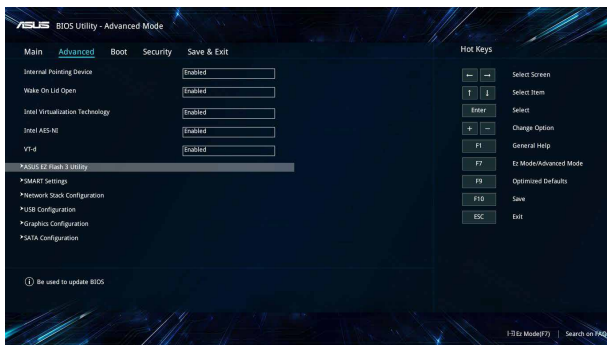 ASUS BIOS Utility - Advanced Mode
Main Advanced Boot Security Save & Exit
Internal Pointing Device Enabled
Wake On Lid Open Enabled
Intel Virtualization Technology Enabled
Intel AES-NI Enabled
VT-d Enabled
ASUS EZ Flash 3 Utility
SMART Settings
Network Stack Configuration
USB Configuration
Graphics Configuration
SATA Configuration
Be used to update BIOS
Hot Keys
← → Select Screen
↑ ↓ Select Item
Enter Select
+ − Change Option
F1 General Help
F7 Ez Mode/Advanced Mode
F9 Optimized Defaults
F10 Save
ESC Exit
Ez Mode(F7) | Search on FAQ